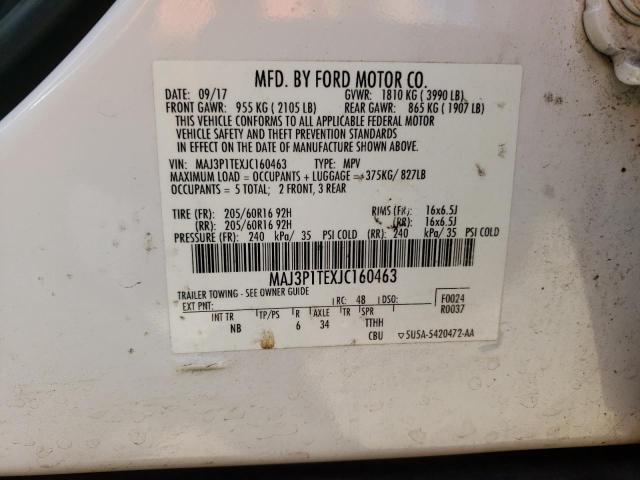 MFD. BY FORD MOTOR CO.
DATE: 09/17 GVWR: 1810 KG ( 3990 LB)
FRONT GAWR: 955 KG ( 2105 LB) REAR GAWR: 865 KG ( 1907 LB)
THIS VEHICLE CONFORMS TO ALL APPLICABLE FEDERAL MOTOR
VEHICLE SAFETY AND THEFT PREVENTION STANDARDS
IN EFFECT ON THE DATE OF MANUFACTURE SHOWN ABOVE.
VIN: MAJ3P1TEXJC160463 TYPE: MPV
MAXIMUM LOAD = OCCUPANTS + LUGGAGE = 375KG/ 827LB
OCCUPANTS = 5 TOTAL; 2 FRONT, 3 REAR
TIRE (FR): 205/60R16 92H RIMS (FR): 16x6.5J
(RR): 205/60R16 92H (RR): 16x6.5J
PRESSURE (FR): 240 kPa/ 35 PSI COLD (RR): 240 kPa/ 35 PSI COLD
MAJ3P1TEXJC160463
TRAILER TOWING - SEE OWNER GUIDE
EXT PNT: RC: 48 DSO: F0024
R0037
INT TR TP/PS R AXLE TR SPR
NB 6 34 TTHH
CBU 5U5A-5420472-AA